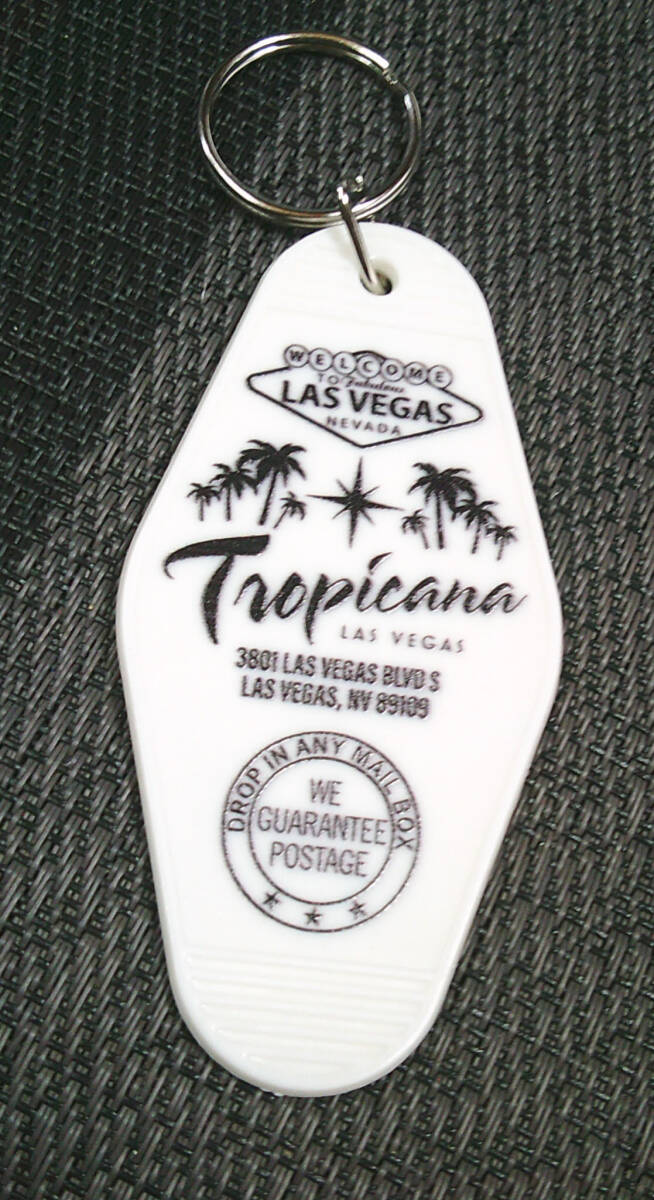 WELCOME
TO Fabulous
LAS VEGAS
NEVADA
Tropicana
LAS VEGAS
3801 LAS VEGAS BLVD S
LAS VEGAS, NV 89109
DROP IN ANY MAIL BOX
WE
GUARANTEE
POSTAGE